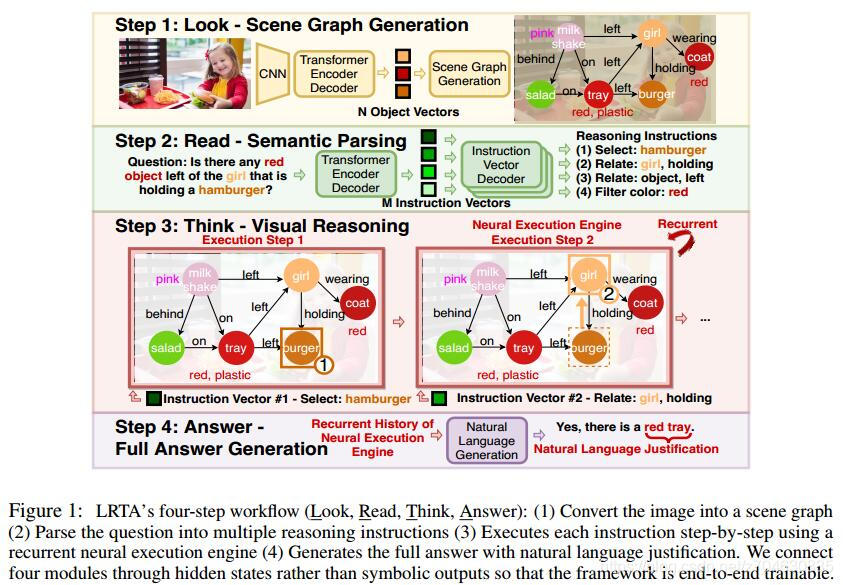 Step 1: Look - Scene Graph Generation
CNN
Transformer
Encoder
Decoder
Scene Graph
Generation
N Object Vectors
pink
milk
shake
left
girl
wearing
coat
behind
on
left
holding
red
salad
on
tray
left
burger
red, plastic
Step 2: Read - Semantic Parsing
Question: Is there any red
object left of the girl that is
holding a hamburger?
Transformer
Encoder
Decoder
M Instruction Vectors
Instruction
Vector
Decoder
Reasoning Instructions
(1) Select: hamburger
(2) Relate: girl, holding
(3) Relate: object, left
(4) Filter color: red
Step 3: Think - Visual Reasoning
Execution Step 1
Neural Execution Engine
Execution Step 2
Recurrent
pink
milk
shake
left
girl
wearing
coat
behind
on
left
holding
red
salad
on
tray
left
burger
1
red, plastic
Instruction Vector #1 - Select: hamburger
pink
milk
shake
left
girl
2
wearing
coat
behind
on
left
holding
red
salad
on
tray
left
burger
red, plastic
...
Instruction Vector #2 - Relate: girl, holding
Step 4: Answer -
Full Answer Generation
Recurrent History of
Neural Execution
Engine
Natural
Language
Generation
Yes, there is a red tray.
Natural Language Justification
Figure 1: LRTA's four-step workflow (Look, Read, Think, Answer): (1) Convert the image into a scene graph
(2) Parse the question into multiple reasoning instructions (3) Executes each instruction step-by-step using a
recurrent neural execution engine (4) Generates the full answer with natural language justification. We connect
four modules through hidden states rather than symbolic outputs so that the framework is end-to-end trainable.